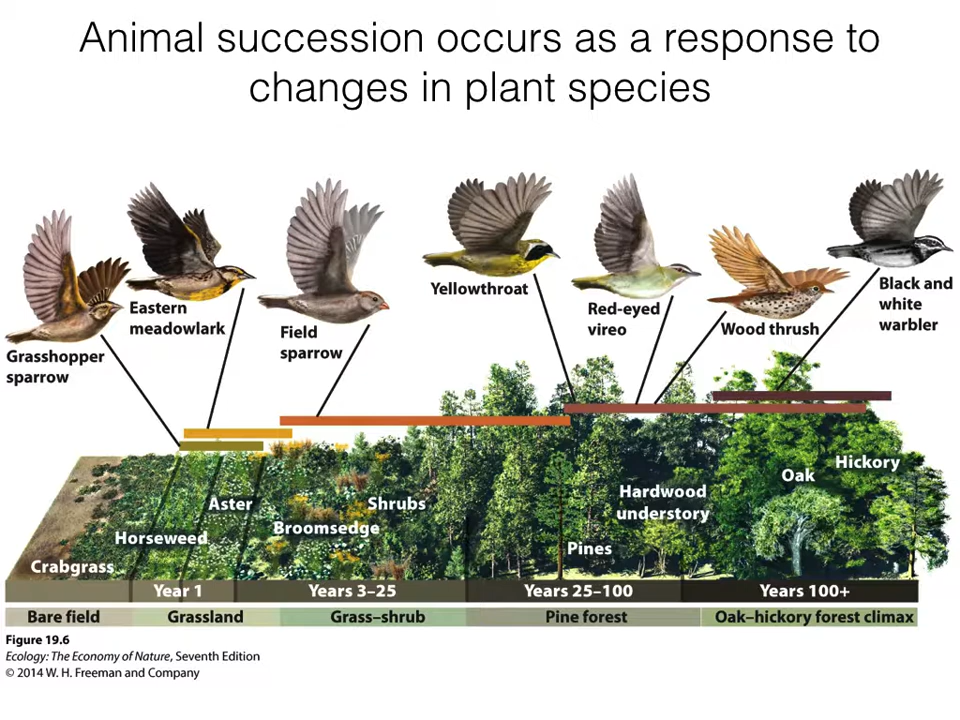 Animal succession occurs as a response to
changes in plant species
Grasshopper
sparrow
Eastern
meadowlark
Field
sparrow
Yellowthroat
Red-eyed
vireo
Wood thrush
Black and
white
warbler
Crabgrass
Horseweed
Aster
Broomsedge
Shrubs
Pines
Hardwood
understory
Oak
Hickory
Year 1
Years 3–25
Years 25–100
Years 100+
Bare field
Grassland
Grass–shrub
Pine forest
Oak–hickory forest climax
Figure 19.6
Ecology: The Economy of Nature, Seventh Edition
© 2014 W. H. Freeman and Company